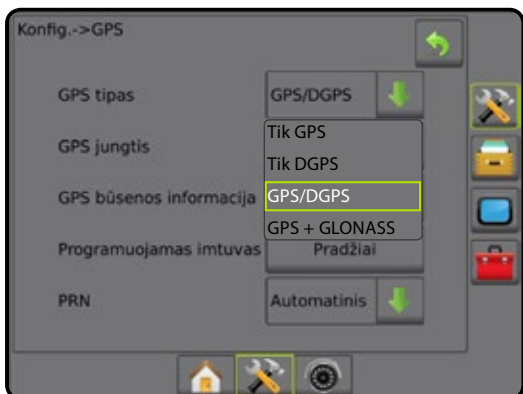 Konfig.->GPS
GPS tipas GPS/DGPS
Tik GPS
GPS jungtis
Tik DGPS
GPS būsenos informacija GPS/DGPS
GPS + GLONASS
Programuojamas imtuvas Pradžiai
PRN Automatinis